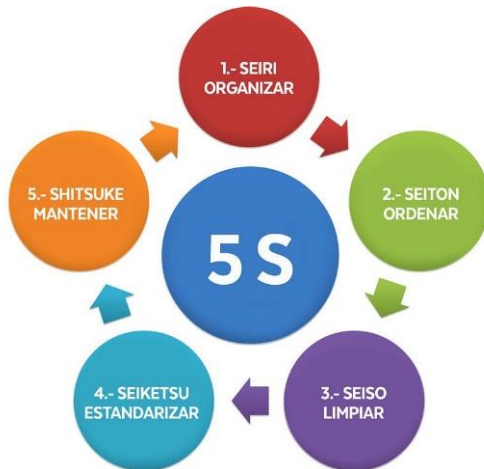 1.- SEIRI
ORGANIZAR
2.- SEITON
ORDENAR
3.- SEISO
LIMPIAR
4.- SEIKETSU
ESTANDARIZAR
5.- SHITSUKE
MANTENER
5 S